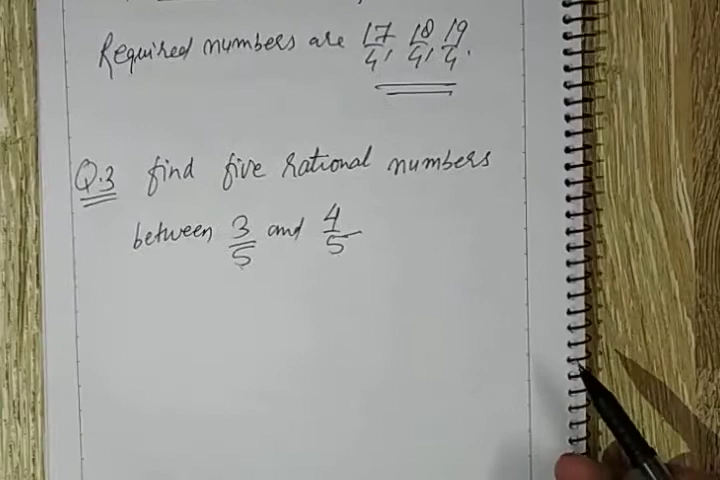 Required numbers are 17/4, 18/4, 19/4.
Q.3 find five rational numbers
between 3/5 and 4/5